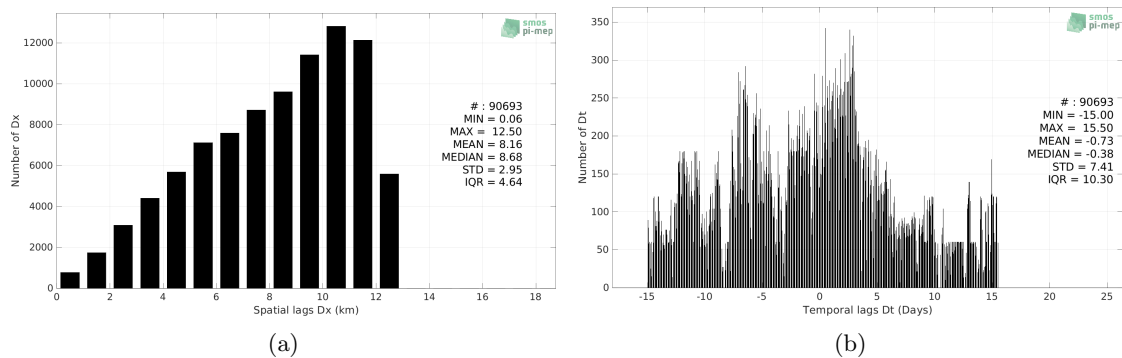 12000
10000
8000
6000
4000
2000
0
Number of Dx
0 2 4 6 8 10 12 14 16 18
Spatial lags Dx (km)
smos
pi-mep
# : 90693
MIN = 0.06
MAX = 12.50
MEAN = 8.16
MEDIAN = 8.68
STD = 2.95
IQR = 4.64
(a)
350
300
250
200
150
100
50
0
Number of Dt
-15 -10 -5 0 5 10 15 20 25
Temporal lags Dt (Days)
smos
pi-mep
# : 90693
MIN = -15.00
MAX = 15.50
MEAN = -0.73
MEDIAN = -0.38
STD = 7.41
IQR = 10.30
(b)